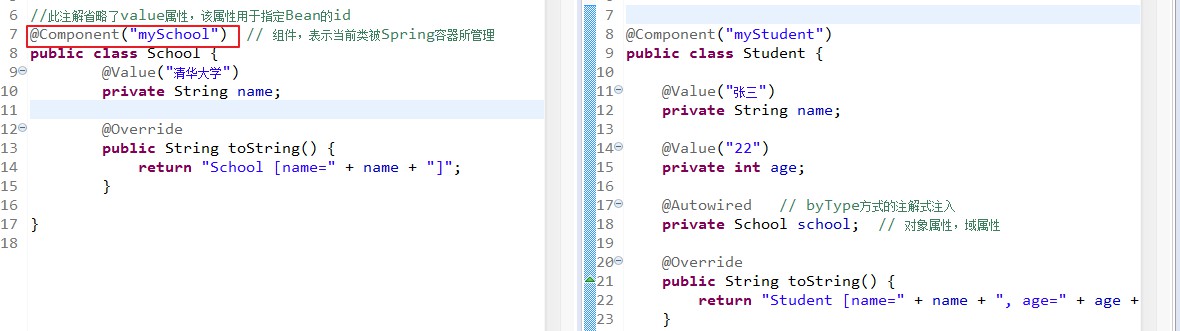 6 //此注解省略了value属性，该属性用于指定Bean的id
7 @Component("mySchool") // 组件，表示当前类被Spring容器所管理
8 public class School {
9 @Value("清华大学")
10 private String name;
11
12 @Override
13 public String toString() {
14 return "School [name=" + name + "]";
15 }
16
17 }
18
7
8 @Component("myStudent")
9 public class Student {
10
11 @Value("张三")
12 private String name;
13
14 @Value("22")
15 private int age;
16
17 @Autowired // byType方式的注解式注入
18 private School school; // 对象属性，域属性
19
20 @Override
21 public String toString() {
22 return "Student [name=" + name + ", age=" + age +
23 }